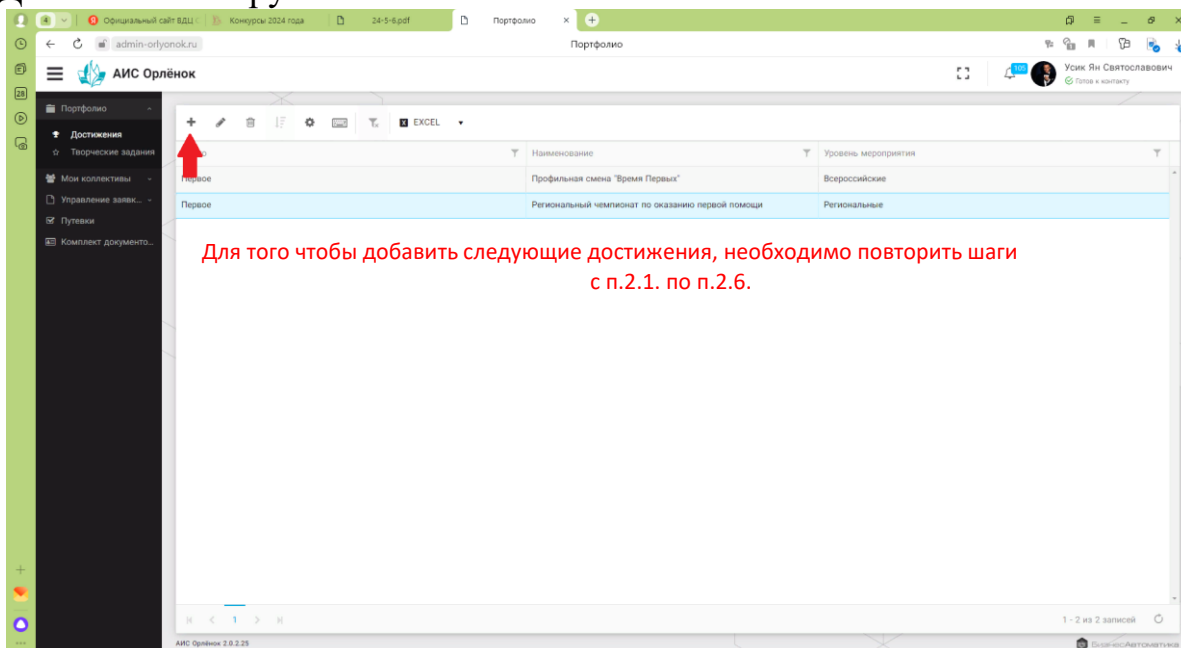 4 Официальный сайт ВДЦ Конкурсы 2024 года 24-5-6.pdf Портфолио
admin-orlyonok.ru Портфолио
28
АИС Орлёнок 105 Усик Ян Святославович
Готов к контакту
Портфолио
Достижения
Творческие задания
Мои коллективы
Управление заявк...
Путевки
Комплект документо...
EXCEL
Наименование Уровень мероприятия
Первое Профильная смена "Время Первых" Всероссийские
Первое Региональный чемпионат по оказанию первой помощи Региональные
Для того чтобы добавить следующие достижения, необходимо повторить шаги
с п.2.1. по п.2.6.
1 1 - 2 из 2 записей
АИС Орлёнок 2.0.2.25 БизнесАвтоматика